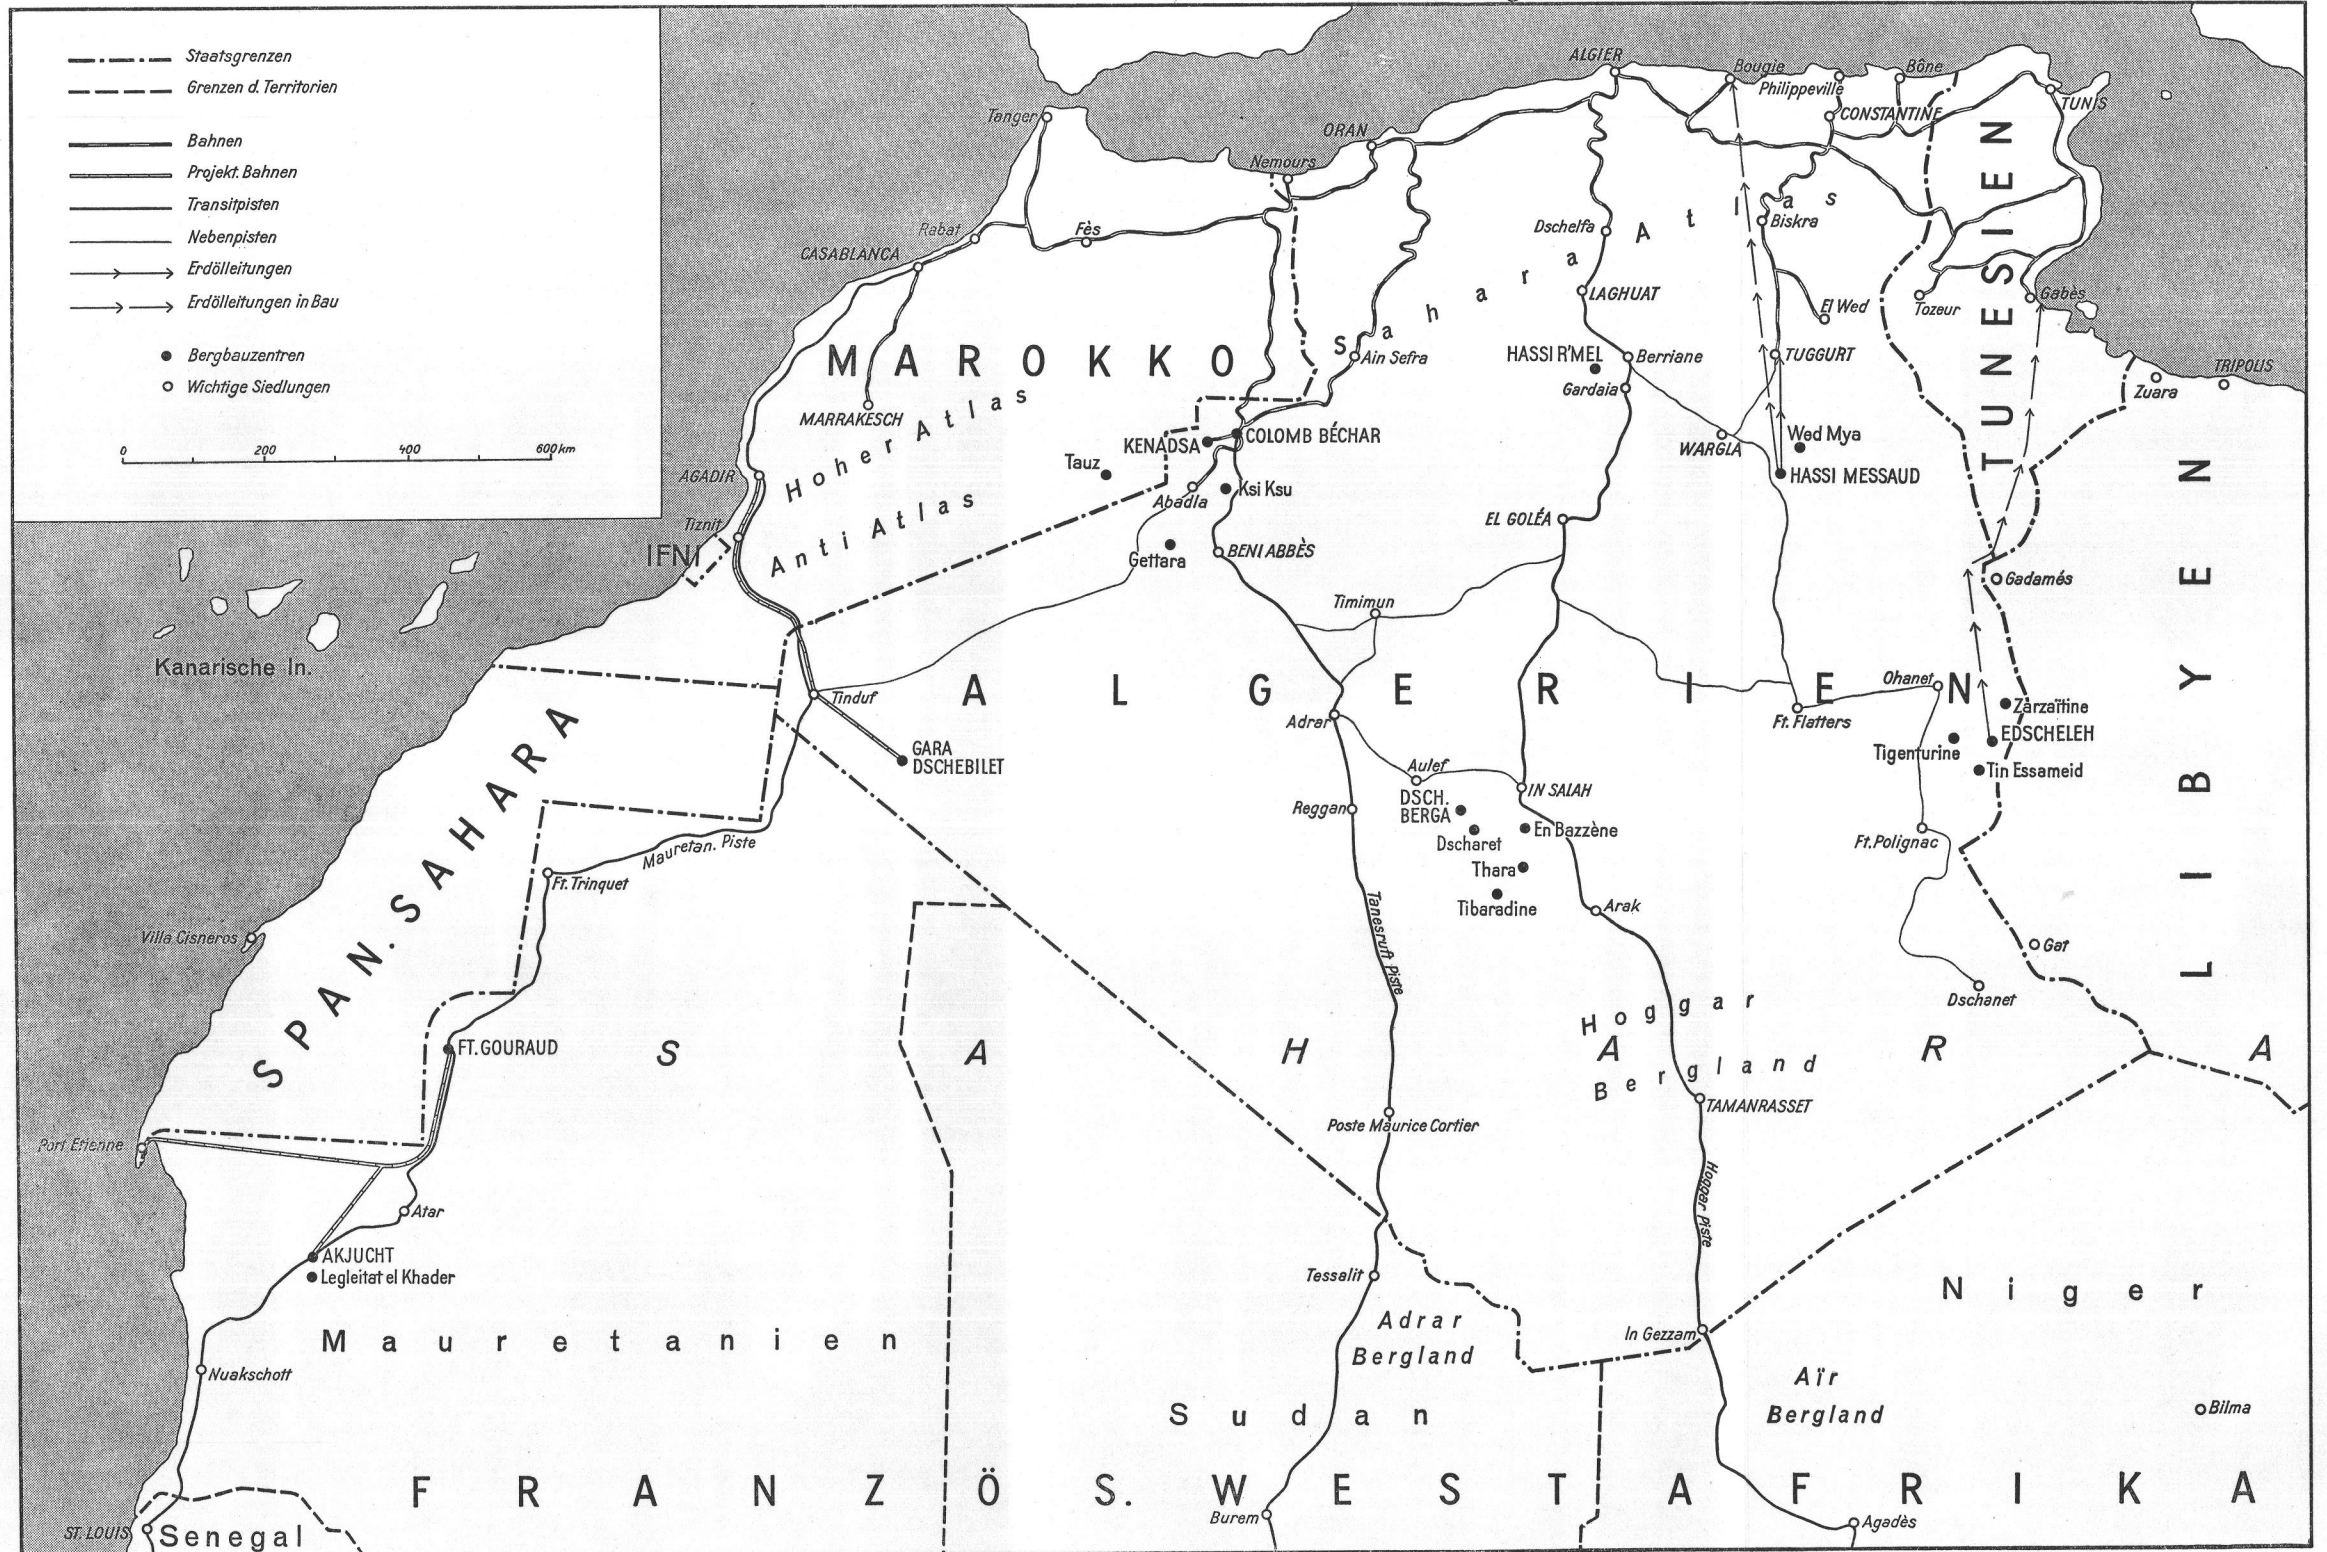 Staatsgrenzen
Grenzen d. Territorien
Bahnen
Projekt. Bahnen
Transitpisten
Nebenpisten
Erdölleitungen
Erdölleitungen in Bau
Bergbauzentren
Wichtige Siedlungen
0 200 400 600 km
ALGIER
Bougie
Philippeville
Bône
CONSTANTINE
TUNIS
Tanger
ORAN
Nemours
Rabat
Fès
CASABLANCA
Dschelfa
Biskra
Sahara Atlas
LAGHUAT
El Wed
Tozeur
Gabès
TUNESIEN
MAROKKO
Ain Sefra
HASSI R'MEL
Berriane
Gardaia
TUGGURT
TRIPOLIS
Zuara
MARRAKESCH
Hoher Atlas
KENADSA
COLOMB BÉCHAR
WARGLA
Wed Mya
HASSI MESSAUD
Tauz
AGADIR
Abadla
Ksi Ksu
Anti Atlas
Tiznit
IFNI
EL GOLÉA
Gettara
BENI ABBÈS
Gadamés
Timimun
LIBYEN
Kanarische In.
Tinduf
ALGERIEN
Ohanet
Adrar
Ft. Flatters
Zarzaïtine
EDSCHELEH
Tigenturine
Tin Essameid
GARA
DSCHEBILET
SPAN. SAHARA
Aulef
IN SALAH
DSCH.
BERGA
Reggan
Dscharet
En Bazzène
Thara
Tibaradine
Ft. Polignac
Mauretan. Piste
Ft. Trinquet
Tanesruft Piste
Arak
Villa Cisneros
Gat
Dschanet
Hoggar
Bergland
FT. GOURAUD
SAHARA
TAMANRASSET
Poste Maurice Cortier
Port Etienne
Hoggar Piste
Atar
AKJUCHT
Legleitat el Khader
Tessalit
Niger
Adrar
Bergland
In Gezzam
Mauretanien
Nuakschott
Aïr
Bergland
Bilma
Sudan
FRANZÖS. WESTAFRIKA
Burem
Agadès
ST. LOUIS
Senegal